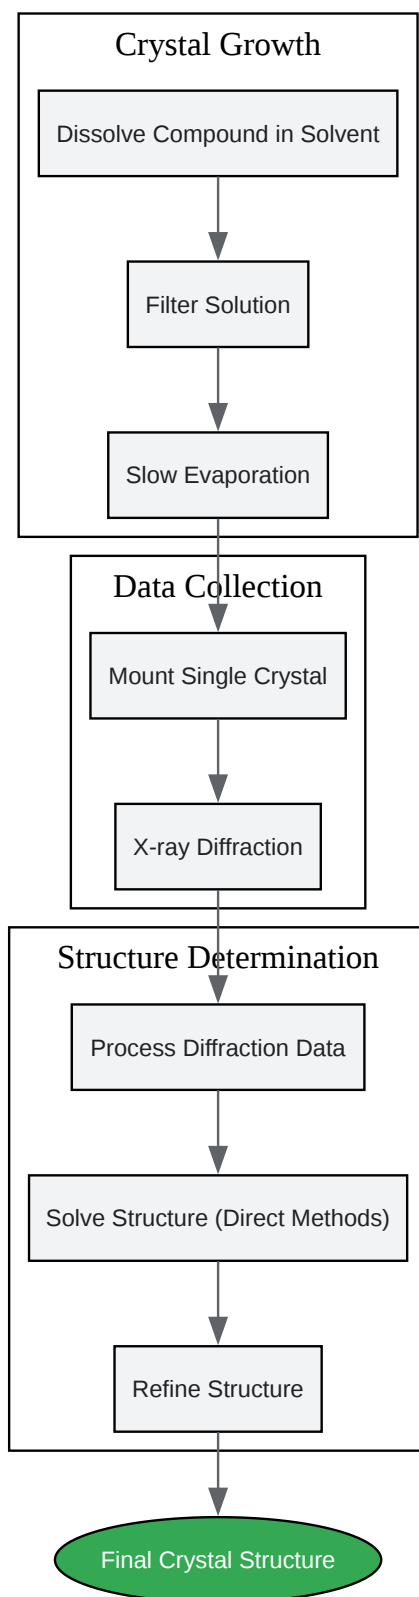 Crystal Growth
Dissolve Compound in Solvent
Filter Solution
Slow Evaporation
Data Collection
Mount Single Crystal
X-ray Diffraction
Structure Determination
Process Diffraction Data
Solve Structure (Direct Methods)
Refine Structure
Final Crystal Structure